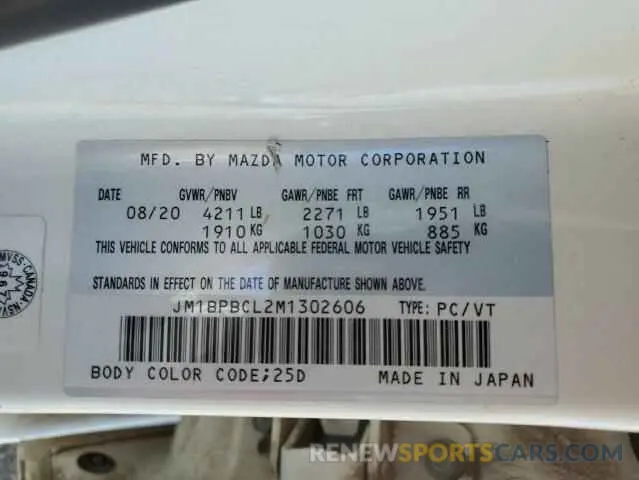 MFD. BY MAZDA MOTOR CORPORATION
DATE GVWR/PNBV GAWR/PNBE FRT GAWR/PNBE RR
08/20 4211 LB 2271 LB 1951 LB
1910 KG 1030 KG 885 KG
THIS VEHICLE CONFORMS TO ALL APPLICABLE FEDERAL MOTOR VEHICLE SAFETY
STANDARDS IN EFFECT ON THE DATE OF MANUFACTURE SHOWN ABOVE.
JM1BPBCL2M1302606 TYPE: PC/VT
BODY COLOR CODE;25D MADE IN JAPAN
RENEWSPORTSCARS.COM